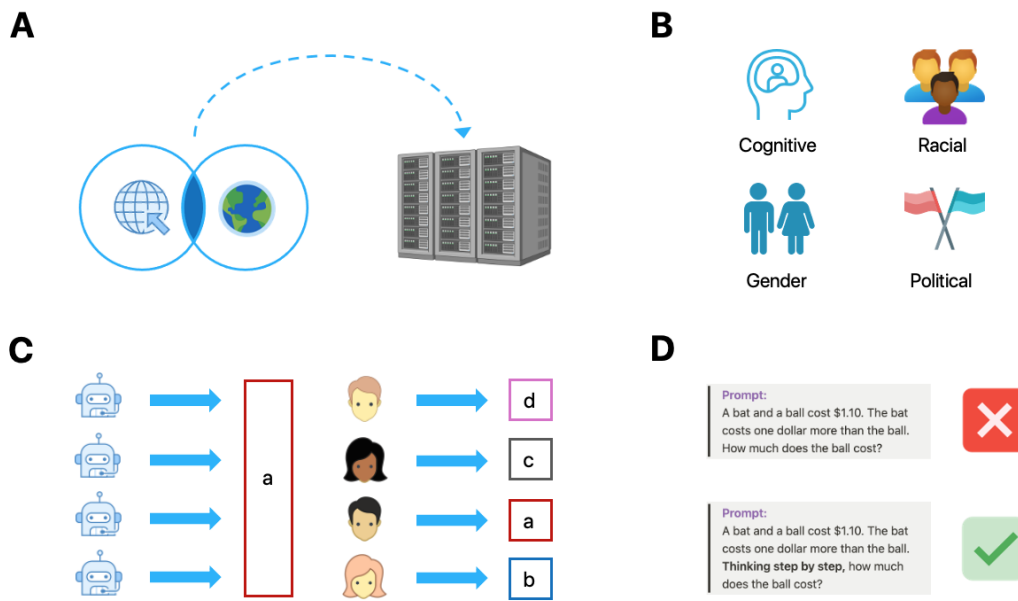 A
B
Cognitive
Racial
Gender
Political
C
a
d
c
a
b
D
Prompt:
A bat and a ball cost $1.10. The bat
costs one dollar more than the ball.
How much does the ball cost?
Prompt:
A bat and a ball cost $1.10. The bat
costs one dollar more than the ball.
Thinking step by step, how much
does the ball cost?